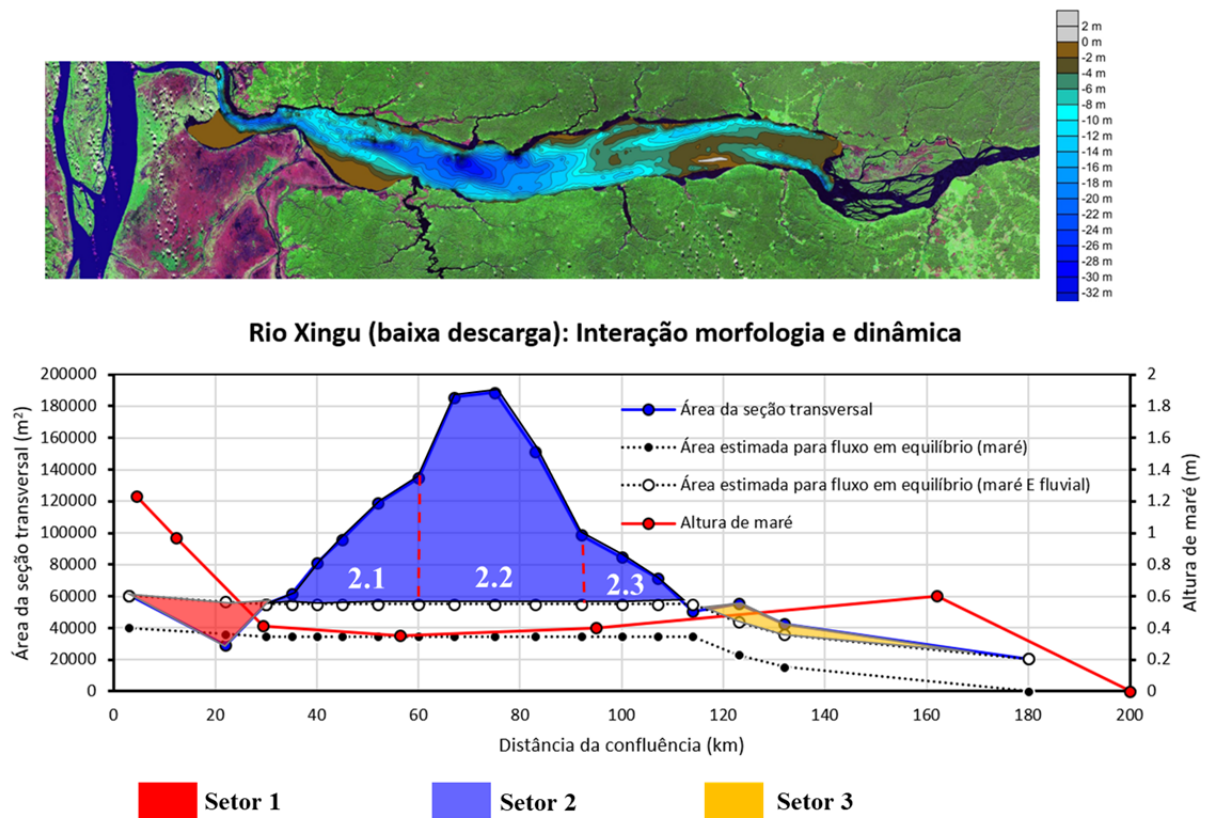 2 m
0 m
-2 m
-4 m
-6 m
-8 m
-10 m
-12 m
-14 m
-16 m
-18 m
-20 m
-22 m
-24 m
-26 m
-28 m
-30 m
-32 m
Rio Xingu (baixa descarga): Interação morfologia e dinâmica
Área da seção transversal (m²)
200000
180000
160000
140000
120000
100000
80000
60000
40000
20000
0
Área da seção transversal
Área estimada para fluxo em equilíbrio (maré)
Área estimada para fluxo em equilíbrio (maré E fluvial)
Altura de maré
2.1
2.2
2.3
2
1.8
1.6
1.4
1.2
1
0.8
0.6
0.4
0.2
0
Altura de maré (m)
0 20 40 60 80 100 120 140 160 180 200
Distância da confluência (km)
Setor 1
Setor 2
Setor 3